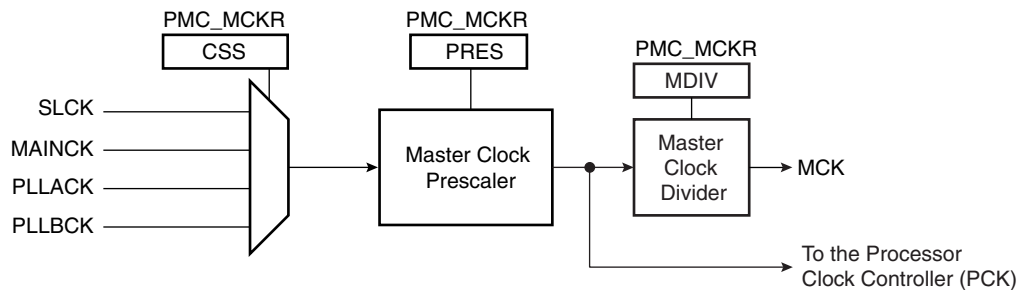 PMC_MCKR
CSS
PMC_MCKR
PRES
PMC_MCKR
MDIV
SLCK
MAINCK
PLLACK
PLLBCK
Master Clock
Prescaler
Master
Clock
Divider
MCK
To the Processor
Clock Controller (PCK)